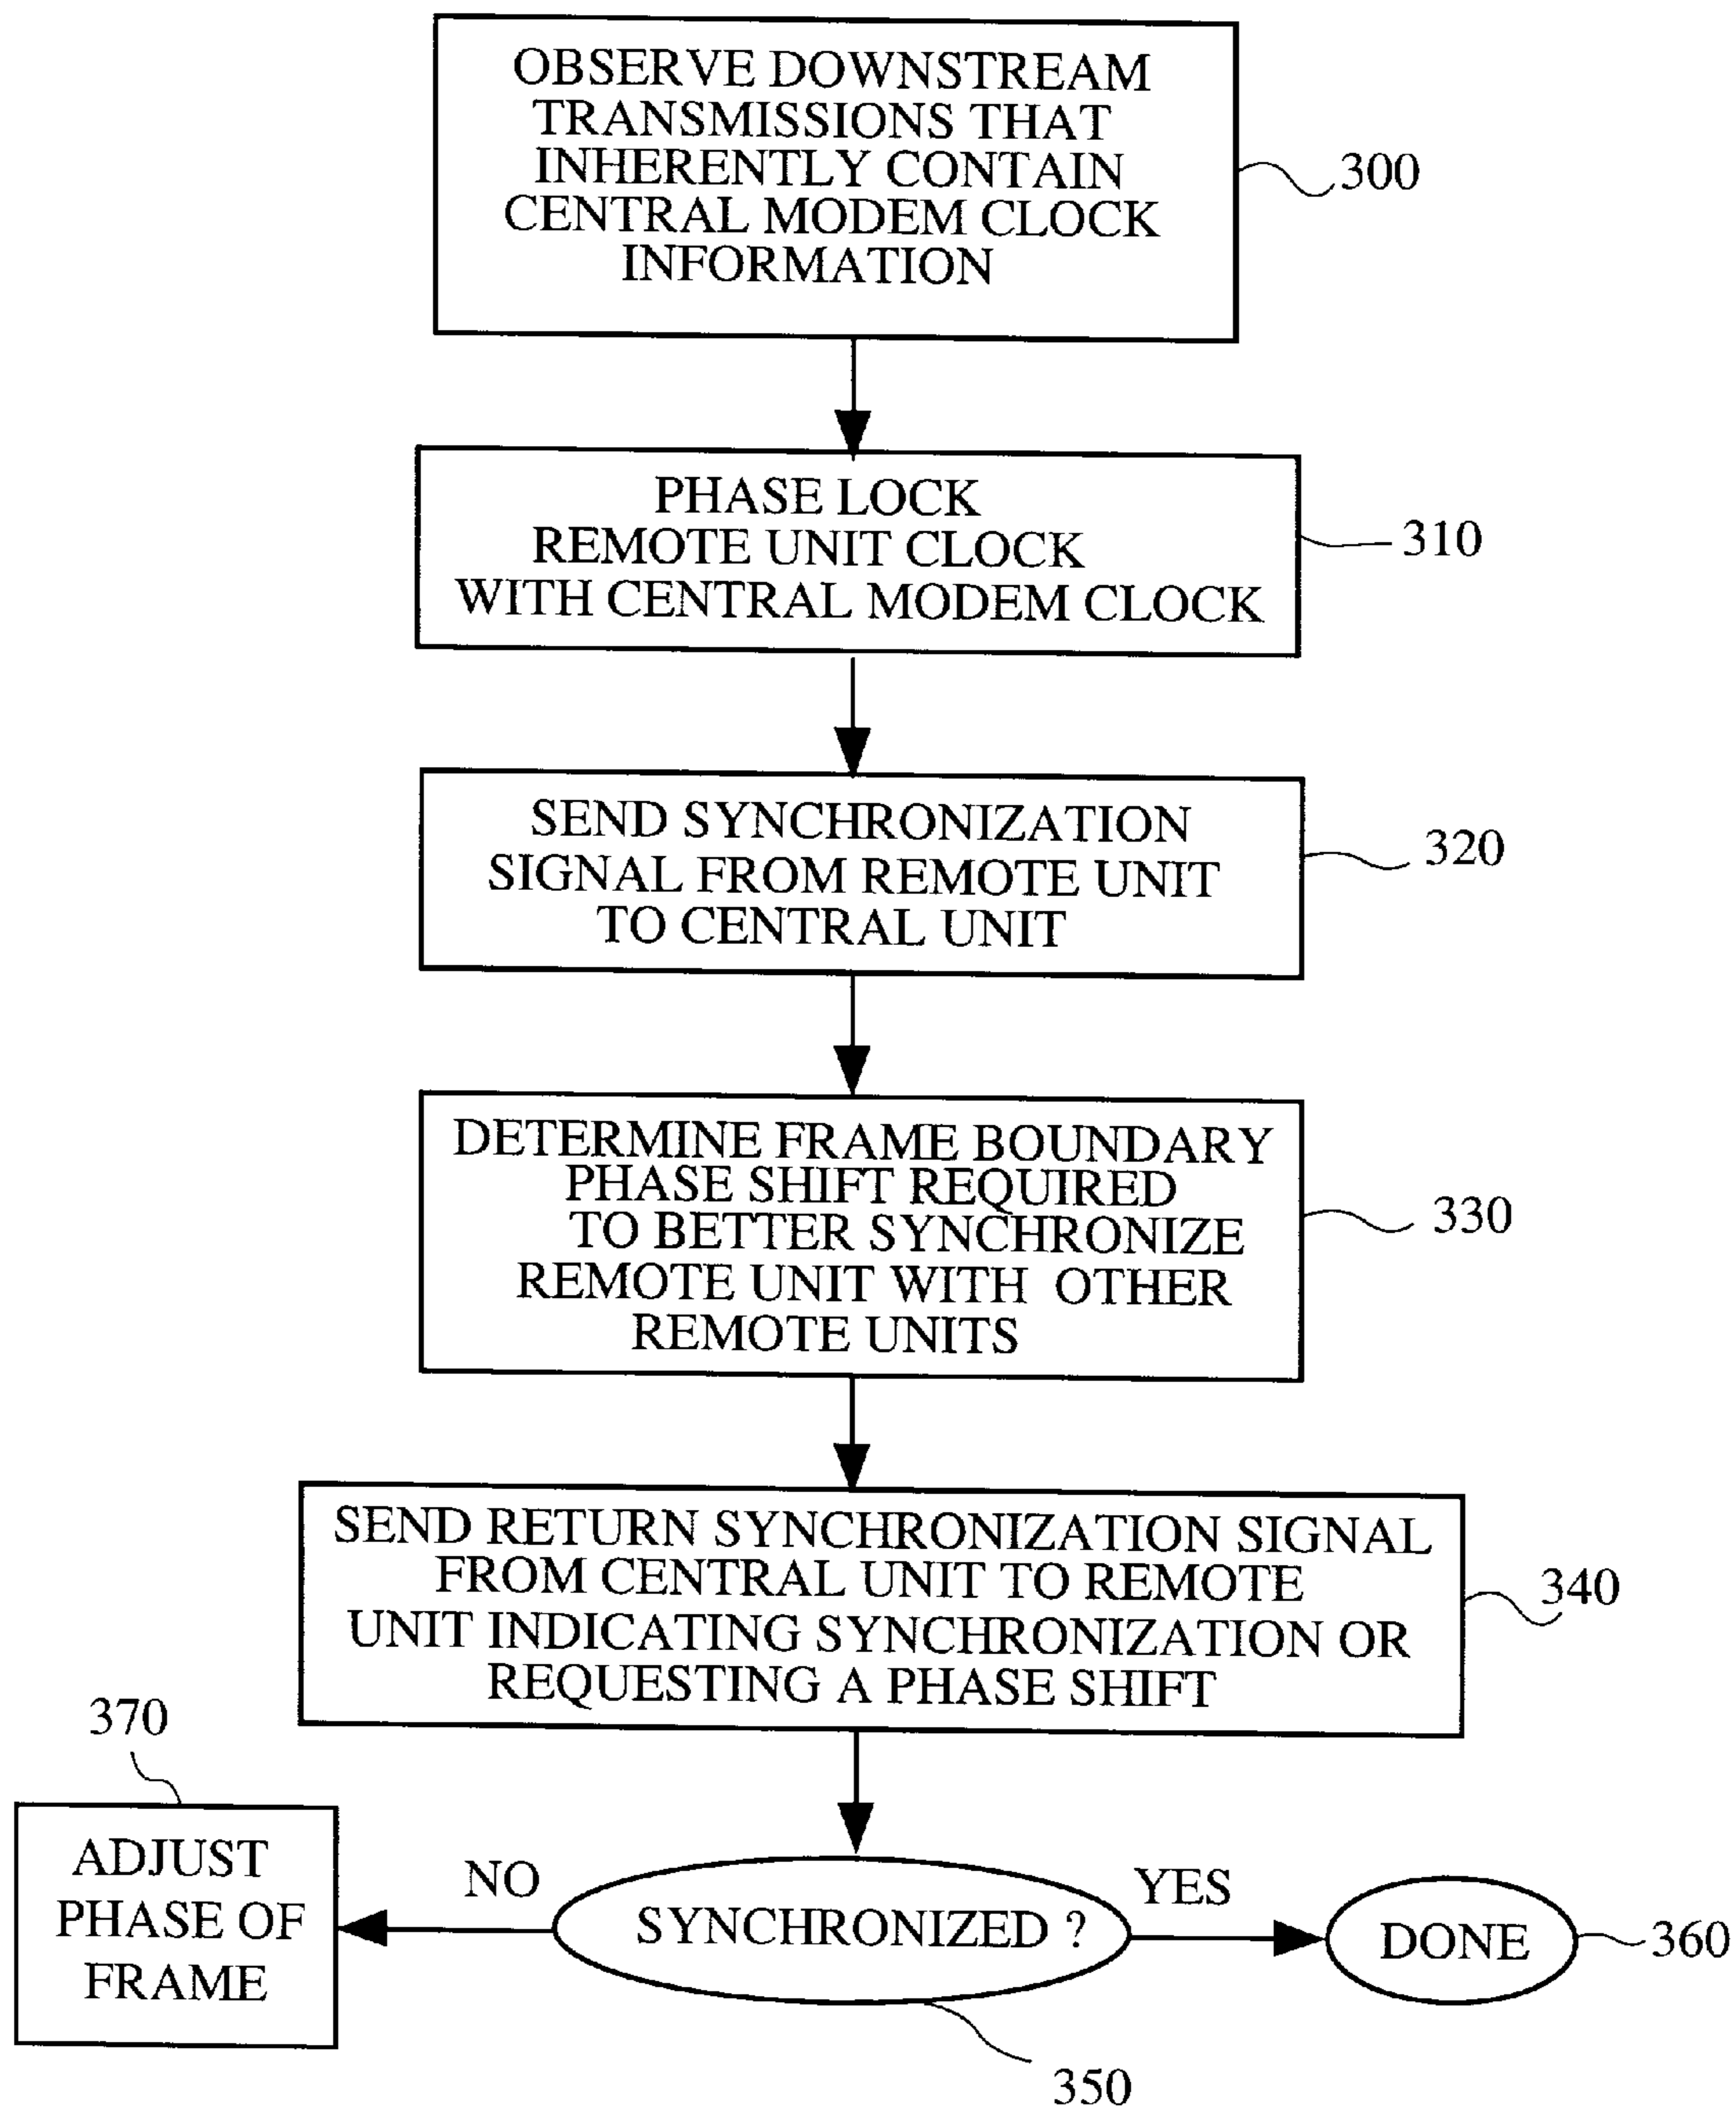 OBSERVE DOWNSTREAM
TRANSMISSIONS THAT
INHERENTLY CONTAIN
CENTRAL MODEM CLOCK
INFORMATION
300
PHASE LOCK
REMOTE UNIT CLOCK
WITH CENTRAL MODEM CLOCK
310
SEND SYNCHRONIZATION
SIGNAL FROM REMOTE UNIT
TO CENTRAL UNIT
320
DETERMINE FRAME BOUNDARY
PHASE SHIFT REQUIRED
TO BETTER SYNCHRONIZE
REMOTE UNIT WITH OTHER
REMOTE UNITS
330
SEND RETURN SYNCHRONIZATION SIGNAL
FROM CENTRAL UNIT TO REMOTE
UNIT INDICATING SYNCHRONIZATION OR
REQUESTING A PHASE SHIFT
340
370
ADJUST
PHASE OF
FRAME
NO
SYNCHRONIZED ?
YES
DONE
360
350